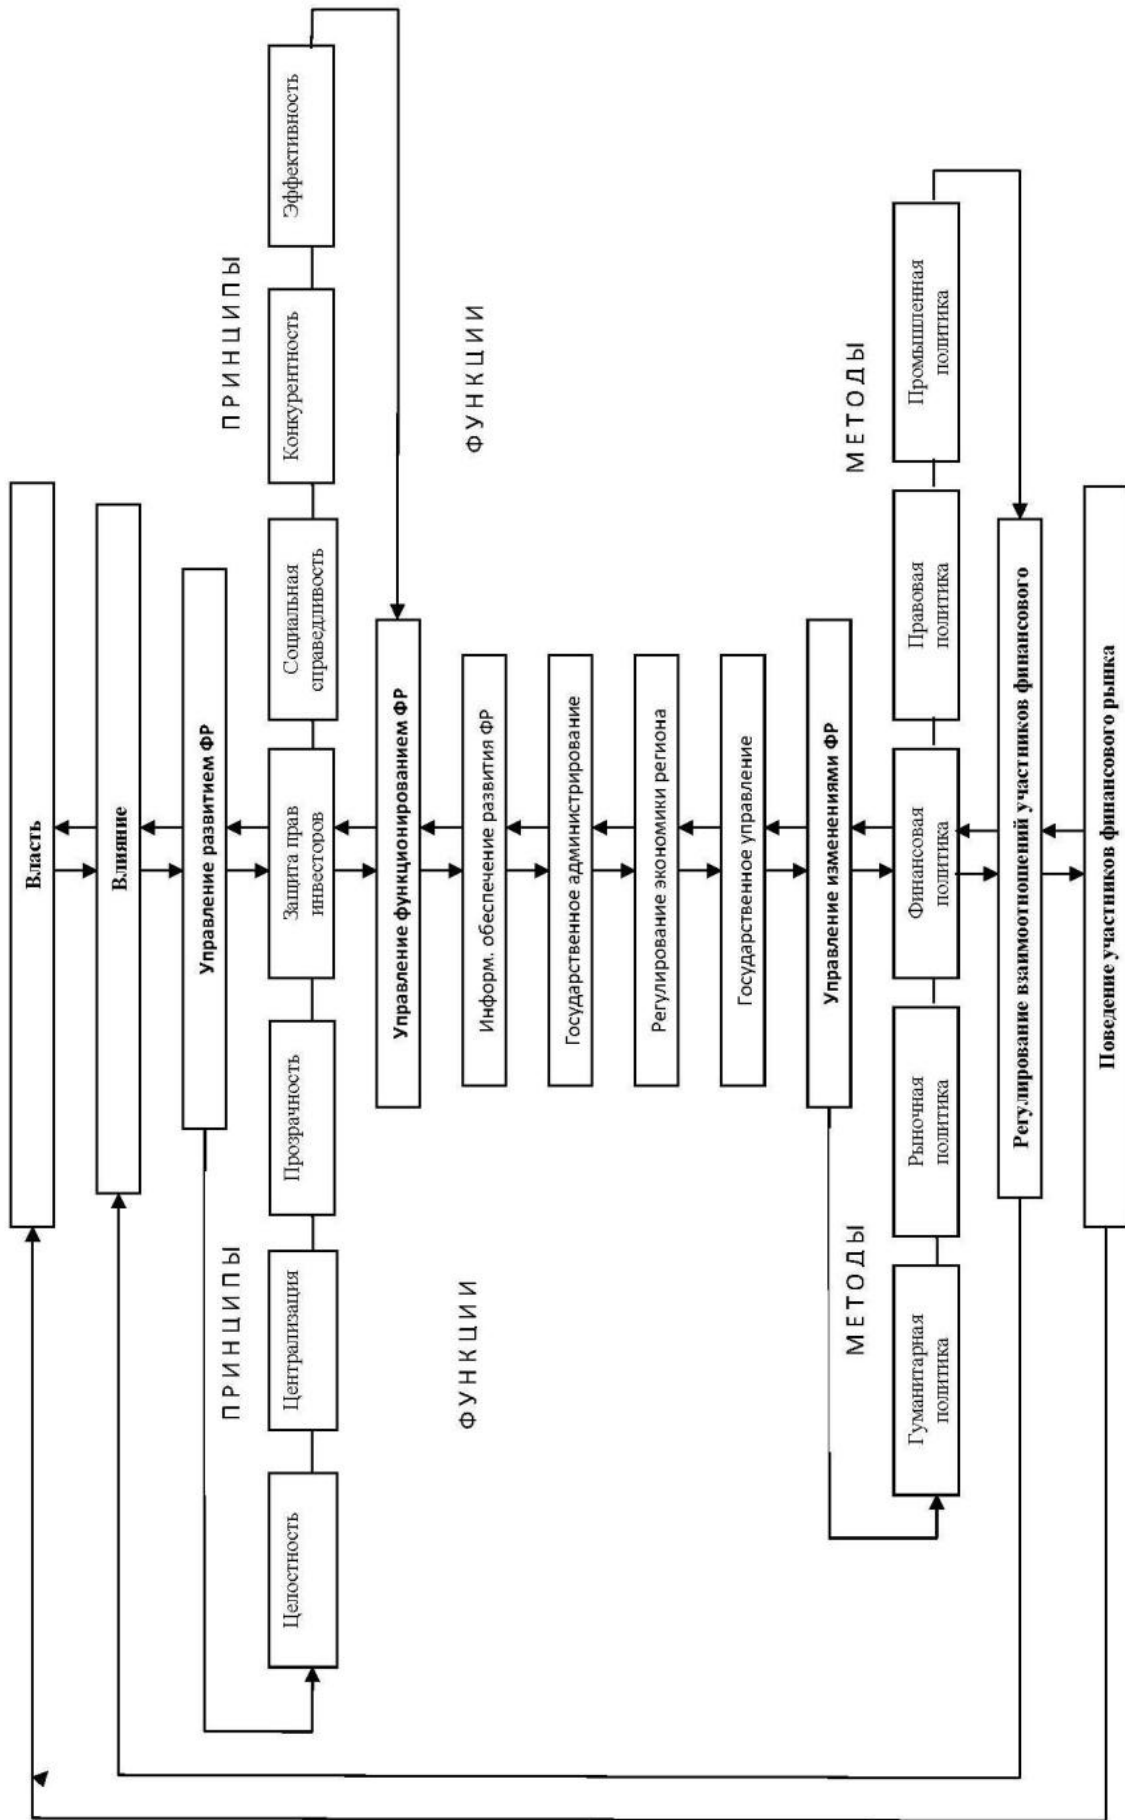 Власть
Влияние
Управление развитием ФР
ПРИНЦИПЫ
ПРИНЦИПЫ
Целостность
Централизация
Прозрачность
Защита прав
инвесторов
Социальная
справедливость
Конкурентность
Эффективность
Управление функционированием ФР
ФУНКЦИИ
ФУНКЦИИ
Информ. обеспечение развития ФР
Государственное администрирование
Регулирование экономики региона
Государственное управление
Управление изменениями ФР
МЕТОДЫ
МЕТОДЫ
Гуманитарная
политика
Рыночная
политика
Финансовая
политика
Правовая
политика
Промышленная
политика
Регулирование взаимоотношений участников финансового
Поведение участников финансового рынка